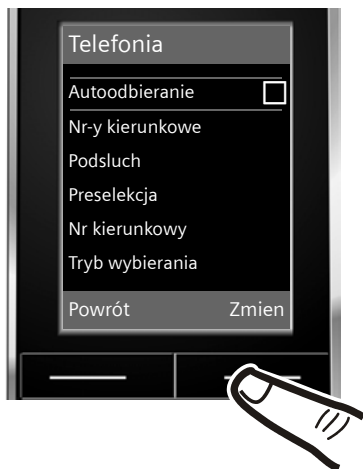 Telefonia
Autoodbieranie
Nr-y kierunkowe
Podsluch
Preselekcja
Nr kierunkowy
Tryb wybierania
Powrót Zmien